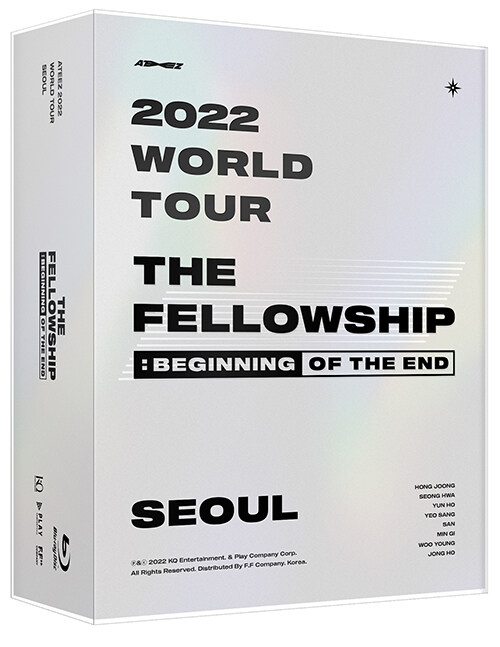 ATEEZ 2022
WORLD TOUR
SEOUL
THE
FELLOWSHIP
:BEGINNING OF THE END
KQ
PLAY
F.F
Blu-ray Disc
ATEEZ
2022
WORLD
TOUR
THE
FELLOWSHIP
:BEGINNING OF THE END
SEOUL
℗&© 2022 KQ Entertainment. & Play Company Corp.
All Rights Reserved. Distributed By F.F Company. Korea.
HONG JOONG
SEONG HWA
YUN HO
YEO SANG
SAN
MIN GI
WOO YOUNG
JONG HO